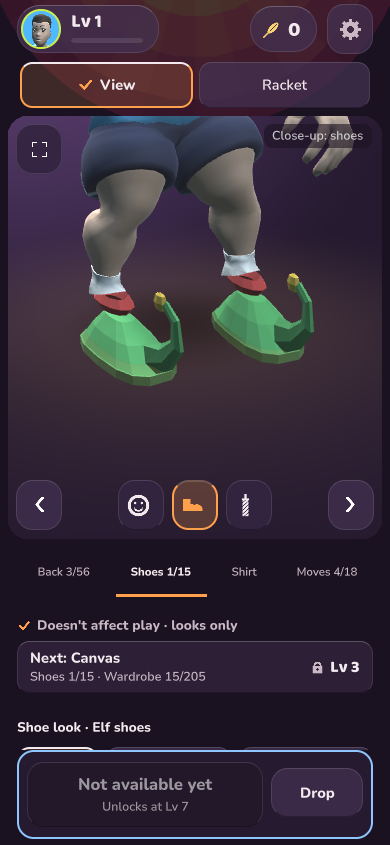 Lv 1
0
View
Racket
Close-up: shoes
Back 3/56
Shoes 1/15
Shirt
Moves 4/18
Doesn't affect play · looks only
Next: Canvas
Shoes 1/15 · Wardrobe 15/205
Lv 3
Shoe look · Elf shoes
Not available yet
Unlocks at Lv 7
Drop